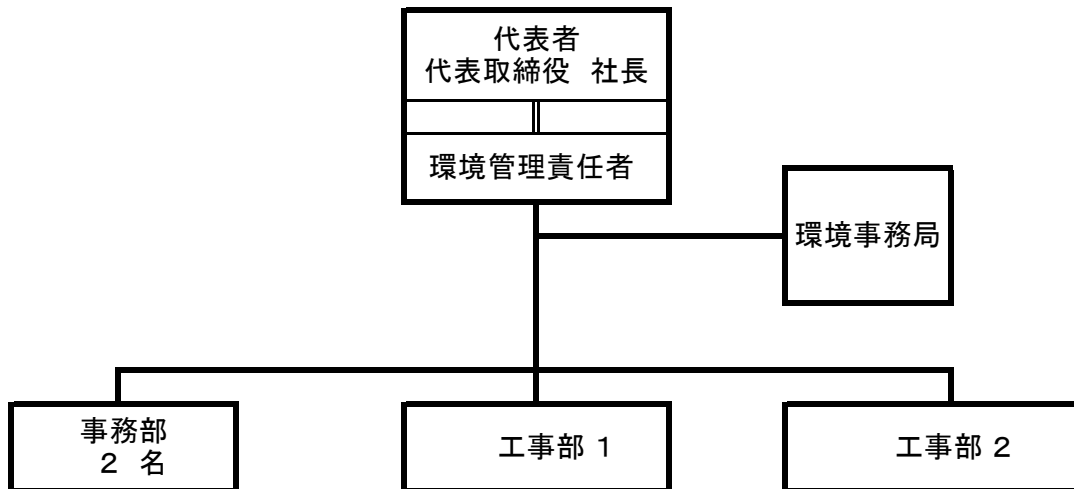 代表者
代表取締役 社長
環境管理責任者
環境事務局
事務部
２ 名
工事部 1
工事部 2